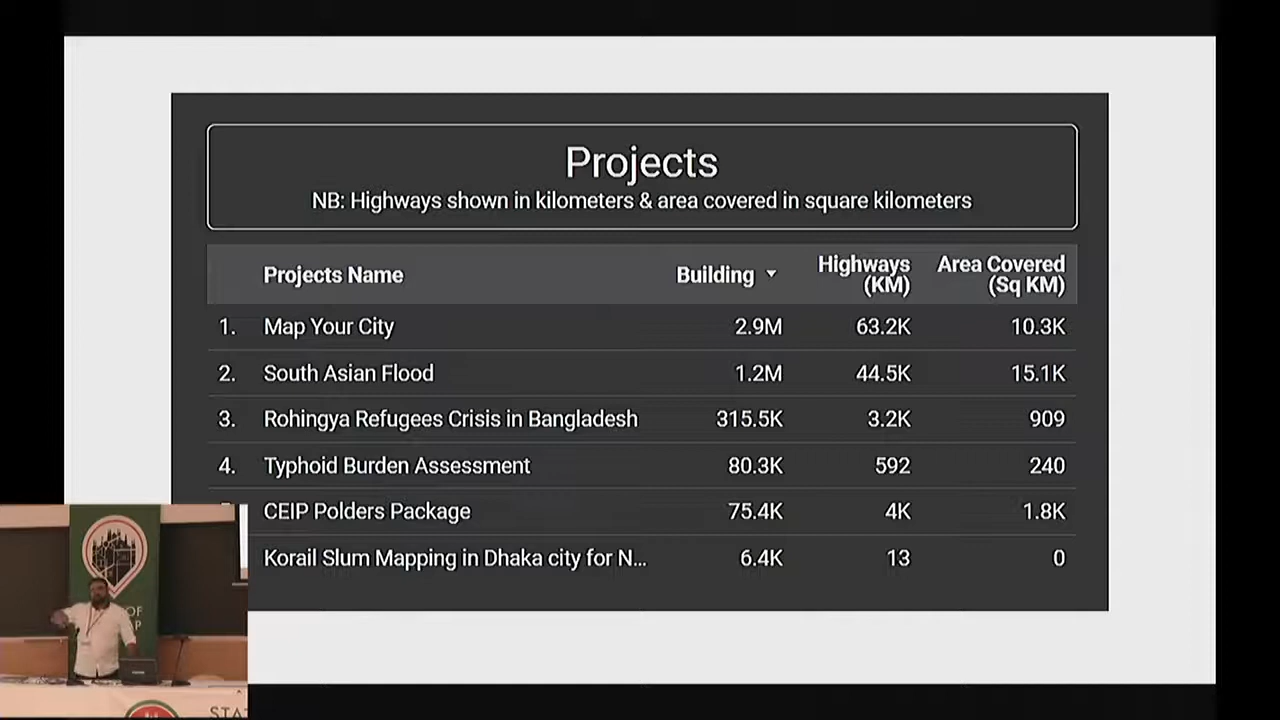 Projects
NB: Highways shown in kilometers & area covered in square kilometers
Projects Name Building Highways (KM) Area Covered (Sq KM)
1. Map Your City 2.9M 63.2K 10.3K
2. South Asian Flood 1.2M 44.5K 15.1K
3. Rohingya Refugees Crisis in Bangladesh 315.5K 3.2K 909
4. Typhoid Burden Assessment 80.3K 592 240
CEIP Polders Package 75.4K 4K 1.8K
Korail Slum Mapping in Dhaka city for N... 6.4K 13 0
OF
AP
STA